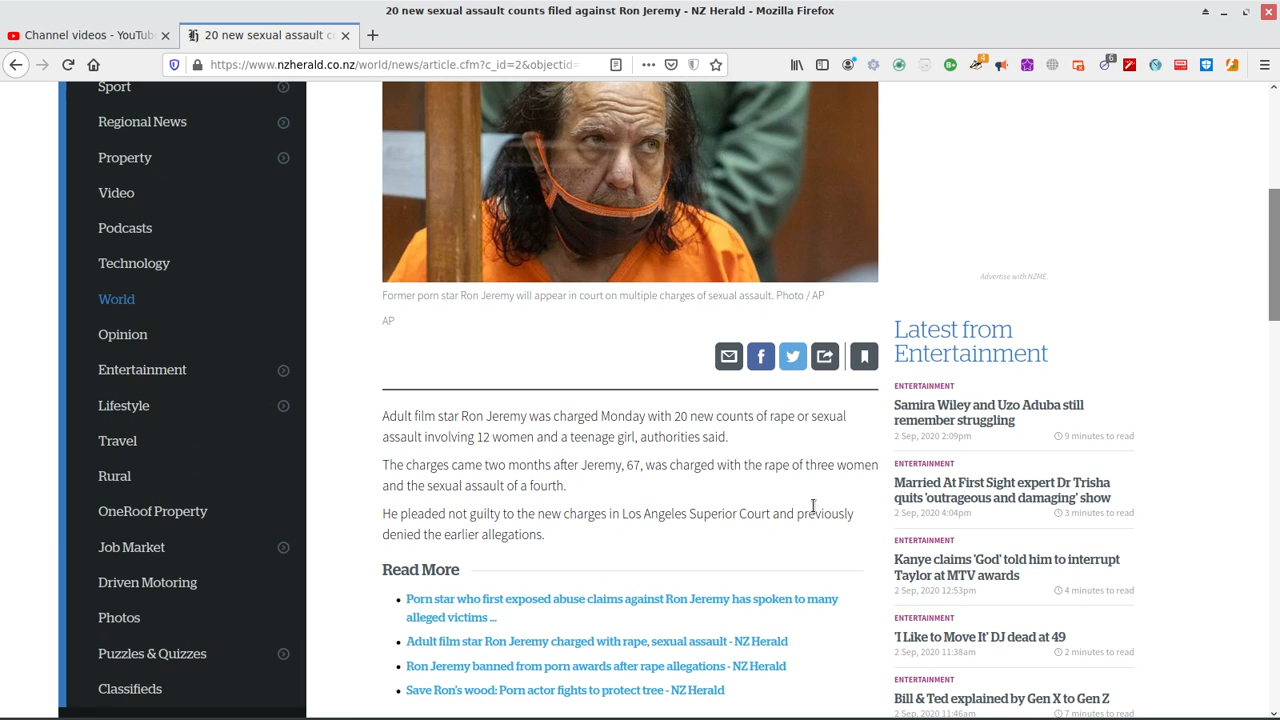 20 new sexual assault counts filed against Ron Jeremy - NZ Herald - Mozilla Firefox
Channel videos - YouTube
20 new sexual assault co
https://www.nzherald.co.nz/world/news/article.cfm?c_id=2&objectid=
Sport
Regional News
Property
Video
Podcasts
Technology
World
Opinion
Entertainment
Lifestyle
Travel
Rural
OneRoof Property
Job Market
Driven Motoring
Photos
Puzzles & Quizzes
Classifieds
Former porn star Ron Jeremy will appear in court on multiple charges of sexual assault. Photo / AP
AP
Adult film star Ron Jeremy was charged Monday with 20 new counts of rape or sexual
assault involving 12 women and a teenage girl, authorities said.
The charges came two months after Jeremy, 67, was charged with the rape of three women
and the sexual assault of a fourth.
He pleaded not guilty to the new charges in Los Angeles Superior Court and previously
denied the earlier allegations.
Read More
Porn star who first exposed abuse claims against Ron Jeremy has spoken to many
alleged victims ...
Adult film star Ron Jeremy charged with rape, sexual assault - NZ Herald
Ron Jeremy banned from porn awards after rape allegations - NZ Herald
Save Ron's wood: Porn actor fights to protect tree - NZ Herald
Advertise with NZME.
Latest from
Entertainment
ENTERTAINMENT
Samira Wiley and Uzo Aduba still
remember struggling
2 Sep, 2020 2:09pm
9 minutes to read
ENTERTAINMENT
Married At First Sight expert Dr Trisha
quits 'outrageous and damaging' show
2 Sep, 2020 4:04pm
3 minutes to read
ENTERTAINMENT
Kanye claims 'God' told him to interrupt
Taylor at MTV awards
2 Sep, 2020 12:53pm
4 minutes to read
ENTERTAINMENT
'I Like to Move It' DJ dead at 49
2 Sep, 2020 11:38am
2 minutes to read
ENTERTAINMENT
Bill & Ted explained by Gen X to Gen Z
2 Sep, 2020 11:46am
7 minutes to read